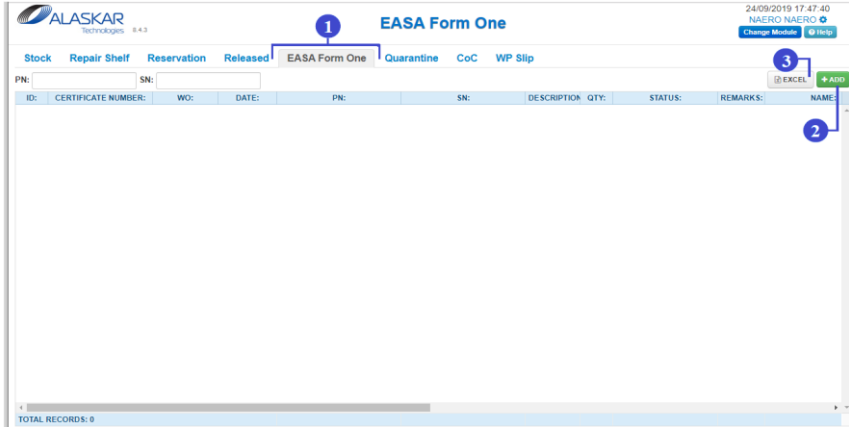 24/09/2019 17:47:40
ALASKAR
Technologies 8.4.3
EASA Form One
NAERO NAERO
Change Module Help
1
Stock Repair Shelf Reservation Released EASA Form One Quarantine CoC WP Slip
3
PN: SN: EXCEL + ADD
ID: CERTIFICATE NUMBER: WO: DATE: PN: SN: DESCRIPTION QTY: STATUS: REMARKS: NAME:
2
TOTAL RECORDS: 0